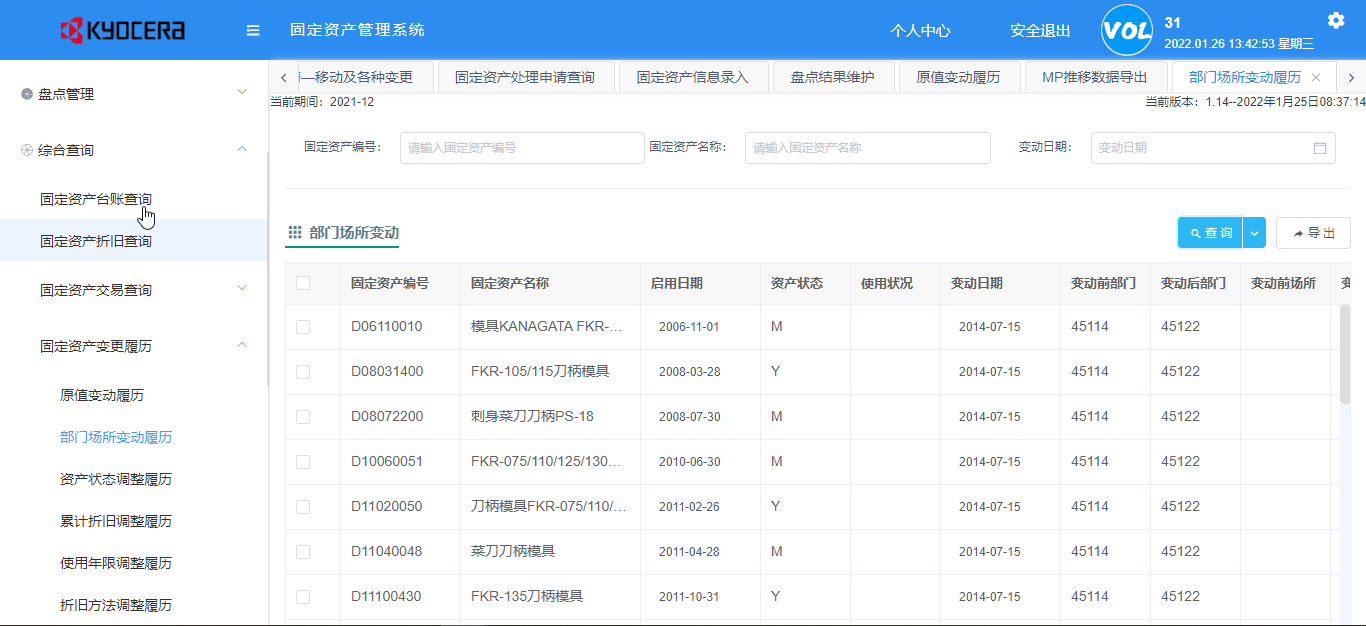 KYOCERA
固定资产管理系统
个人中心
安全退出
VOL
31
2022.01.26 13:42:53 星期三
盘点管理
综合查询
固定资产台账查询
固定资产折旧查询
固定资产交易查询
固定资产变更履历
原值变动履历
部门场所变动履历
资产状态调整履历
累计折旧调整履历
使用年限调整履历
折旧方法调整履历
—移动及各种变更 固定资产处理申请查询 固定资产信息录入 盘点结果维护 原值变动履历 MP推移数据导出 部门场所变动履历
当前期间：2021-12 当前版本：1.14--2022年1月25日08:37:14
固定资产编号： 请输入固定资产编号 固定资产名称： 请输入固定资产名称 变动日期： 变动日期
部门场所变动
查询 导出
固定资产编号 固定资产名称 启用日期 资产状态 使用状况 变动日期 变动前部门 变动后部门 变动前场所
D06110010 模具KANAGATA FKR-... 2006-11-01 M 2014-07-15 45114 45122
D08031400 FKR-105/115刀柄模具 2008-03-28 Y 2014-07-15 45114 45122
D08072200 刺身菜刀刀柄PS-18 2008-07-30 M 2014-07-15 45114 45122
D10060051 FKR-075/110/125/130... 2010-06-30 M 2014-07-15 45114 45122
D11020050 刀柄模具FKR-075/110/... 2011-02-26 Y 2014-07-15 45114 45122
D11040048 菜刀刀柄模具 2011-04-28 M 2014-07-15 45114 45122
D11100430 FKR-135刀柄模具 2011-10-31 Y 2014-07-15 45114 45122